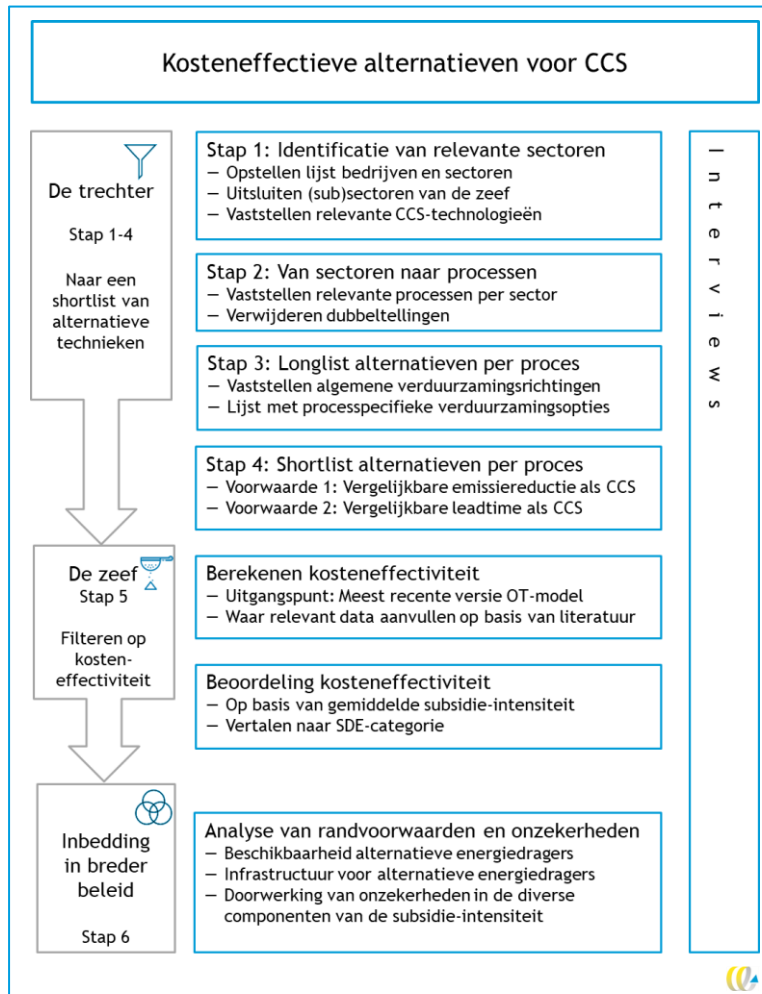 Kosteneffectieve alternatieven voor CCS
De trechter
Stap 1-4
Naar een
shortlist van
alternatieve
technieken
Stap 1: Identificatie van relevante sectoren
— Opstellen lijst bedrijven en sectoren
— Uitsluiten (sub)sectoren van de zeef
— Vaststellen relevante CCS-technologieën
Stap 2: Van sectoren naar processen
— Vaststellen relevante processen per sector
— Verwijderen dubbeltellingen
Stap 3: Longlist alternatieven per proces
— Vaststellen algemene verduurzamingsrichtingen
— Lijst met processpecifieke verduurzamingsopties
Stap 4: Shortlist alternatieven per proces
— Voorwaarde 1: Vergelijkbare emissiereductie als CCS
— Voorwaarde 2: Vergelijkbare leadtime als CCS
De zeef
Stap 5
Filteren op
kosten-
effectiviteit
Berekenen kosteneffectiviteit
— Uitgangspunt: Meest recente versie OT-model
— Waar relevant data aanvullen op basis van literatuur
Beoordeling kosteneffectiviteit
— Op basis van gemiddelde subsidie-intensiteit
— Vertalen naar SDE-categorie
Inbedding
in breder
beleid
Stap 6
Analyse van randvoorwaarden en onzekerheden
— Beschikbaarheid alternatieve energiedragers
— Infrastructuur voor alternatieve energiedragers
— Doorwerking van onzekerheden in de diverse
componenten van de subsidie-intensiteit
Interviews